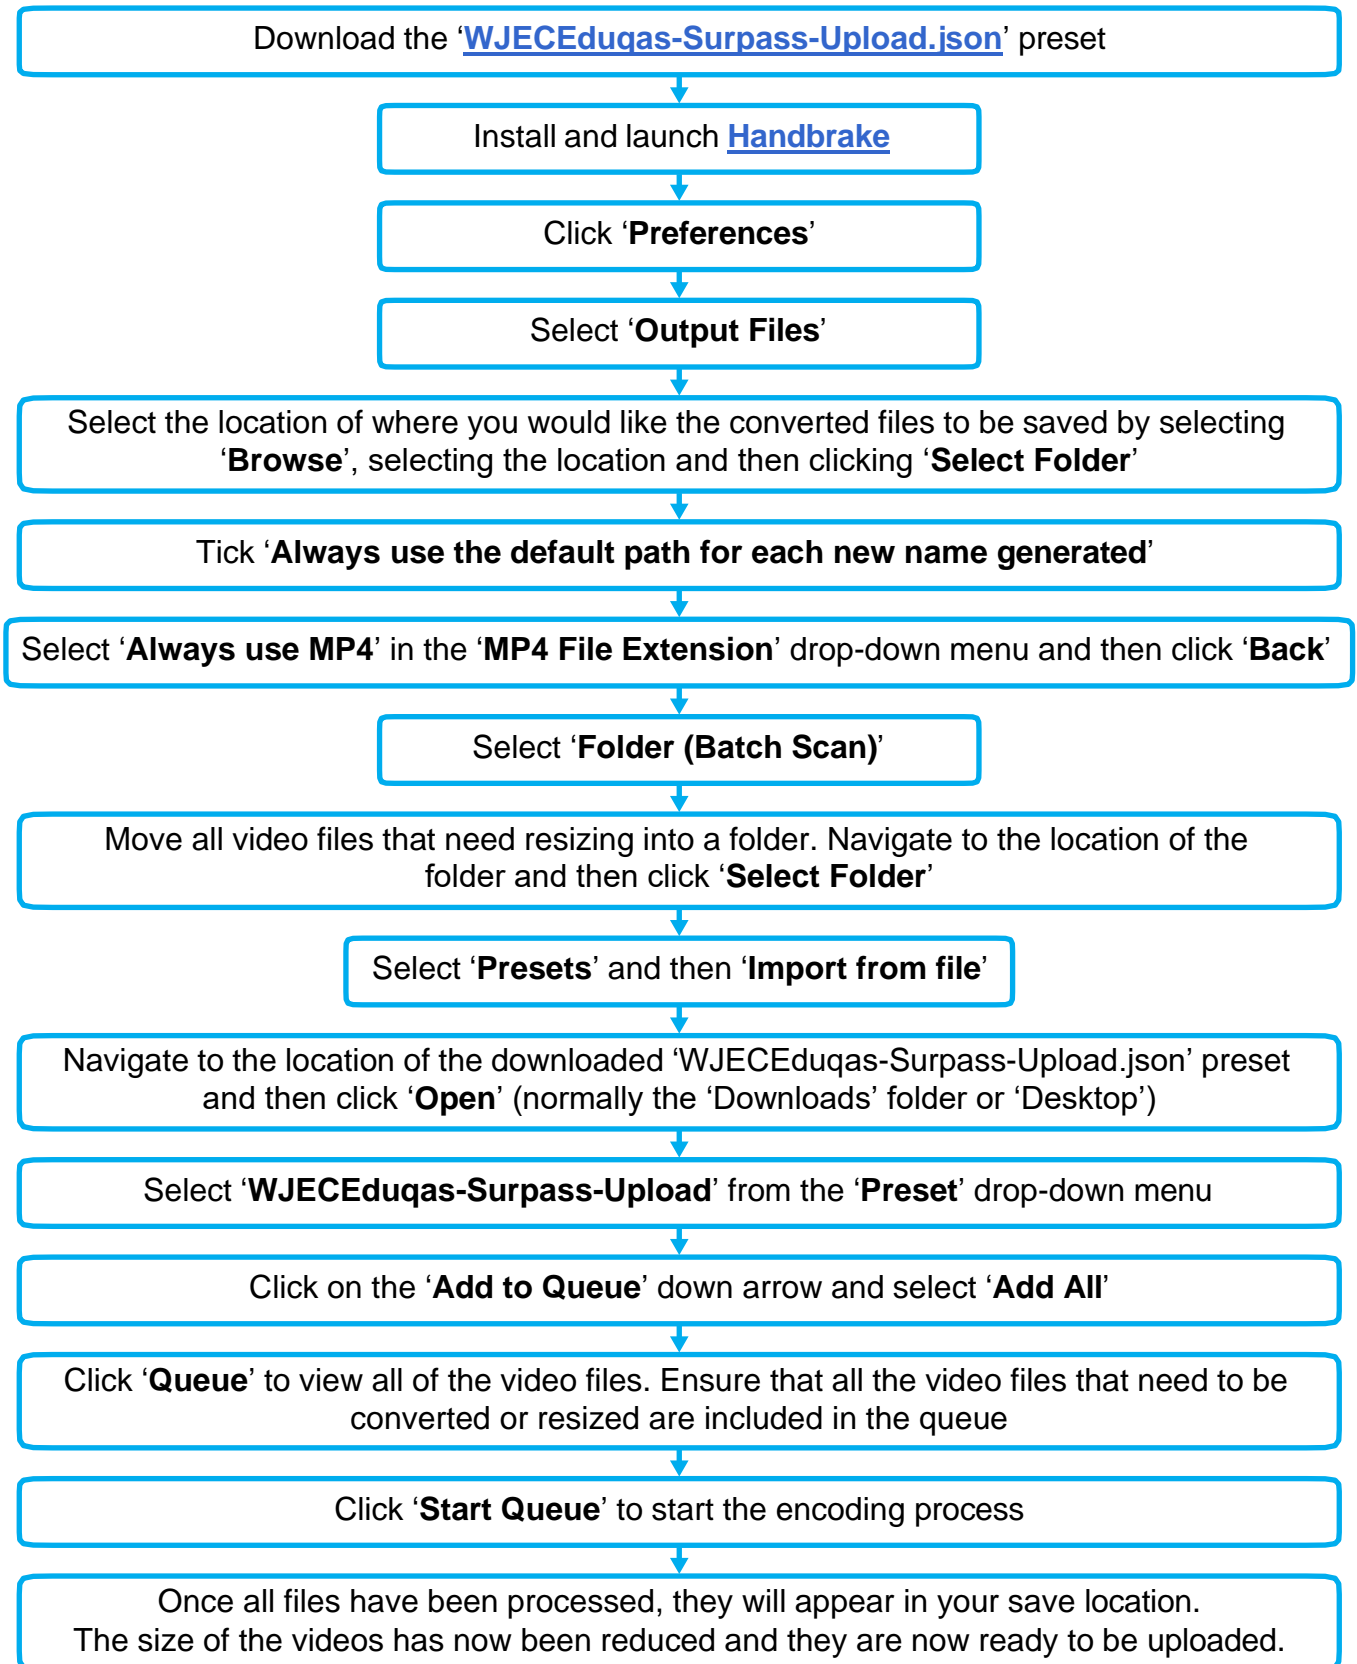 Download the ‘WJECEduqas-Surpass-Upload.json’ preset
Install and launch Handbrake
Click ‘Preferences’
Select ‘Output Files’
Select the location of where you would like the converted files to be saved by selecting
‘Browse’, selecting the location and then clicking ‘Select Folder’
Tick ‘Always use the default path for each new name generated’
Select ‘Always use MP4’ in the ‘MP4 File Extension’ drop-down menu and then click ‘Back’
Select ‘Folder (Batch Scan)’
Move all video files that need resizing into a folder. Navigate to the location of the
folder and then click ‘Select Folder’
Select ‘Presets’ and then ‘Import from file’
Navigate to the location of the downloaded ‘WJECEduqas-Surpass-Upload.json’ preset
and then click ‘Open’ (normally the ‘Downloads’ folder or ‘Desktop’)
Select ‘WJECEduqas-Surpass-Upload’ from the ‘Preset’ drop-down menu
Click on the ‘Add to Queue’ down arrow and select ‘Add All’
Click ‘Queue’ to view all of the video files. Ensure that all the video files that need to be
converted or resized are included in the queue
Click ‘Start Queue’ to start the encoding process
Once all files have been processed, they will appear in your save location.
The size of the videos has now been reduced and they are now ready to be uploaded.